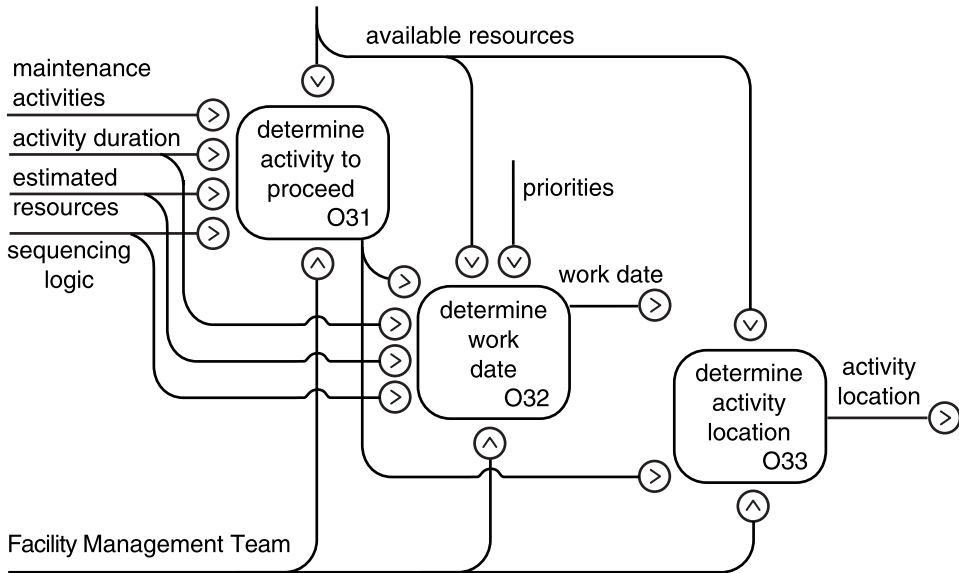 available resources
maintenance
activities
activity duration
estimated
resources
sequencing
logic
determine
activity to
proceed
O31
priorities
work date
determine
work
date
O32
determine
activity
location
O33
activity
location
Facility Management Team